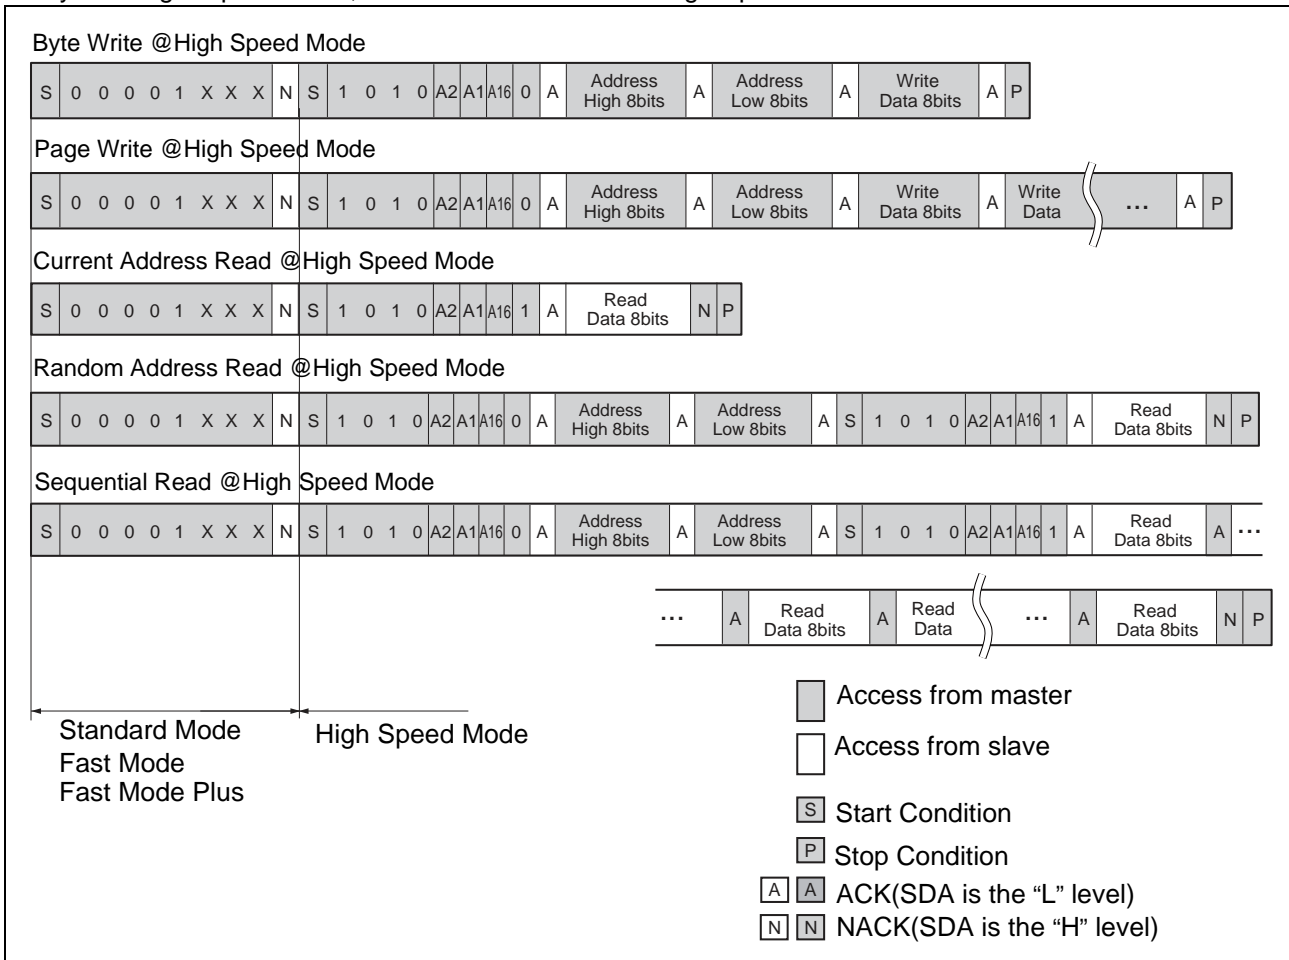 Byte Write @High Speed Mode
S 0 0 0 0 1 X X X N S 1 0 1 0 A2 A1 A16 0 A Address High 8bits A Address Low 8bits A Write Data 8bits A P
Page Write @High Speed Mode
S 0 0 0 0 1 X X X N S 1 0 1 0 A2 A1 A16 0 A Address High 8bits A Address Low 8bits A Write Data 8bits A Write Data ... A P
Current Address Read @High Speed Mode
S 0 0 0 0 1 X X X N S 1 0 1 0 A2 A1 A16 1 A Read Data 8bits N P
Random Address Read @High Speed Mode
S 0 0 0 0 1 X X X N S 1 0 1 0 A2 A1 A16 0 A Address High 8bits A Address Low 8bits A S 1 0 1 0 A2 A1 A16 1 A Read Data 8bits N P
Sequential Read @High Speed Mode
S 0 0 0 0 1 X X X N S 1 0 1 0 A2 A1 A16 0 A Address High 8bits A Address Low 8bits A S 1 0 1 0 A2 A1 A16 1 A Read Data 8bits A ...
... A Read Data 8bits A Read Data ... A Read Data 8bits N P
Standard Mode
Fast Mode
Fast Mode Plus
High Speed Mode
Access from master
Access from slave
S Start Condition
P Stop Condition
A A ACK(SDA is the “L” level)
N N NACK(SDA is the “H” level)